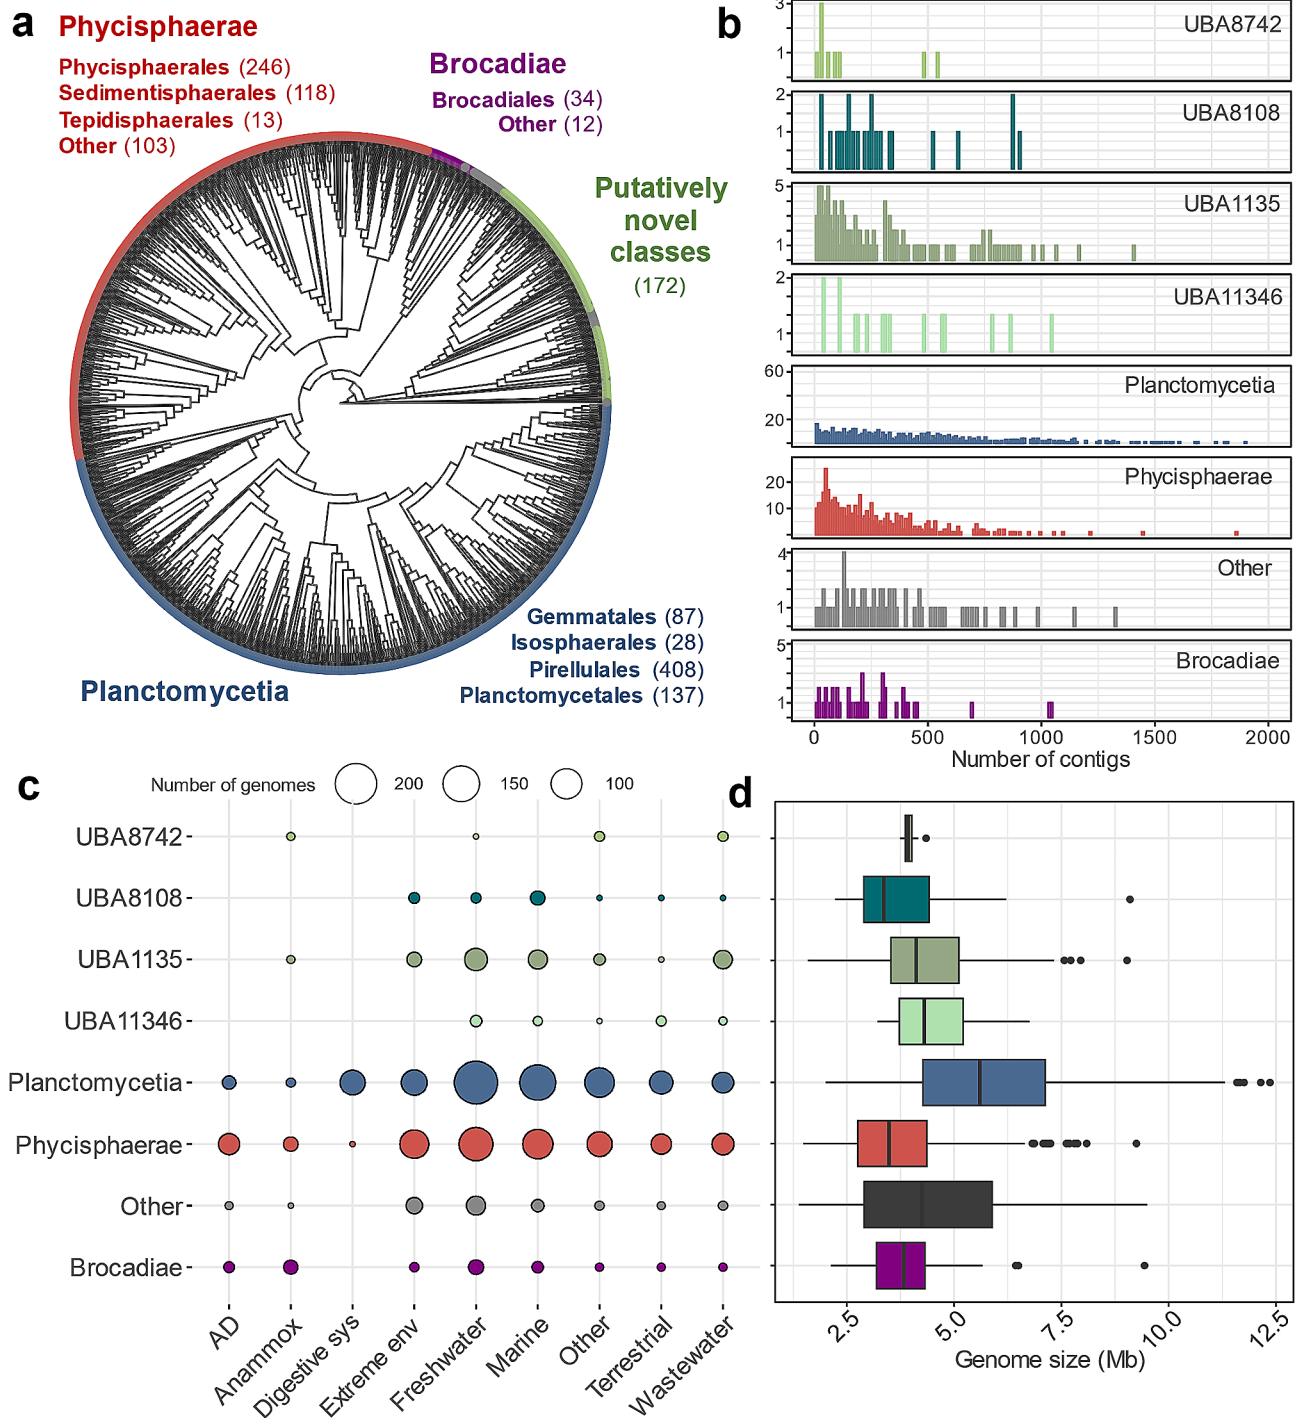 a
Phycisphaerae
Phycisphaerales (246)
Sedimentisphaerales (118)
Tepidisphaerales (13)
Other (103)
Brocadiae
Brocadiales (34)
Other (12)
Putatively
novel
classes
(172)
Gemmatales (87)
Isosphaerales (28)
Pirellulales (408)
Planctomycetales (137)
Planctomycetia
b
3
1
UBA8742
2
1
UBA8108
5
1
UBA1135
2
1
UBA11346
60
20
Planctomycetia
20
10
Phycisphaerae
4
1
Other
5
1
Brocadiae
0 500 1000 1500 2000
Number of contigs
c
Number of genomes 200 150 100
UBA8742
UBA8108
UBA1135
UBA11346
Planctomycetia
Phycisphaerae
Other
Brocadiae
AD Anammox Digestive sys Extreme env Freshwater Marine Other Terrestrial Wastewater
d
2.5 5.0 7.5 10.0 12.5
Genome size (Mb)